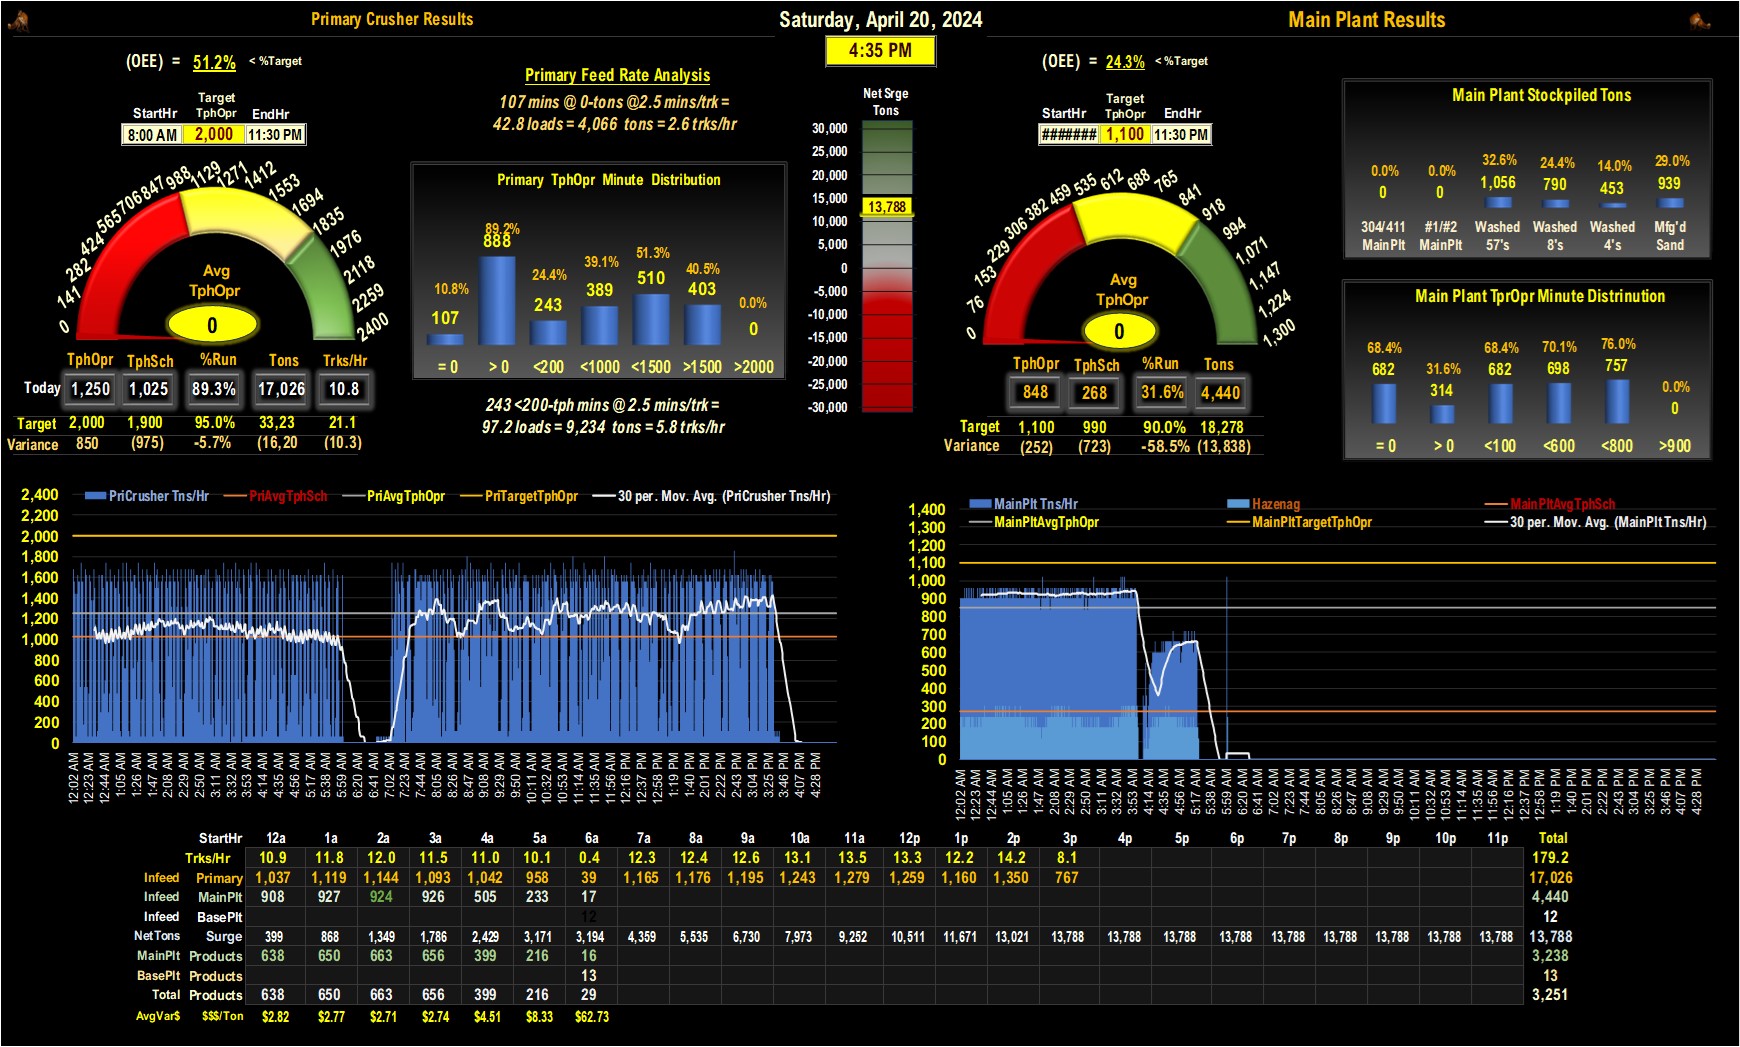 Primary Crusher Results
Saturday, April 20, 2024
Main Plant Results
4:35 PM
(OEE) = 51.2% < %Target
StartHr Target TphOpr EndHr
8:00 AM 2,000 11:30 PM
0 141 282 424 565 706 847 988 1129 1271 1412 1553 1694 1835 1976 2118 2259 2400
Avg
TphOpr
0
TphOpr TphSch %Run Tons Trks/Hr
Today 1,250 1,025 89.3% 17,026 10.8
Target 2,000 1,900 95.0% 33,23 21.1
Variance 850 (975) -5.7% (16,20 (10.3)
Primary Feed Rate Analysis
107 mins @ 0-tons @2.5 mins/trk =
42.8 loads = 4,066 tons = 2.6 trks/hr
Primary TphOpr Minute Distribution
10.8% 89.2% 24.4% 39.1% 51.3% 40.5% 0.0%
107 888 243 389 510 403 0
= 0 > 0 <200 <1000 <1500 >1500 >2000
243 <200-tph mins @ 2.5 mins/trk =
97.2 loads = 9,234 tons = 5.8 trks/hr
Net Srge
Tons
30,000
25,000
20,000
15,000
13,788
10,000
5,000
0
-5,000
-10,000
-15,000
-20,000
-25,000
-30,000
(OEE) = 24.3% < %Target
StartHr Target TphOpr EndHr
####### 1,100 11:30 PM
0 76 153 229 306 382 459 535 612 688 765 841 918 994 1,071 1,147 1,224 1,300
Avg
TphOpr
0
TphOpr TphSch %Run Tons
848 268 31.6% 4,440
Target 1,100 990 90.0% 18,278
Variance (252) (723) -58.5% (13,838)
Main Plant Stockpiled Tons
0.0% 0.0% 32.6% 24.4% 14.0% 29.0%
0 0 1,056 790 453 939
304/411 #1/#2 Washed Washed Washed Mfg'd
MainPlt MainPlt 57's 8's 4's Sand
Main Plant TprOpr Minute Distrinution
68.4% 31.6% 68.4% 70.1% 76.0% 0.0%
682 314 682 698 757 0
= 0 > 0 <100 <600 <800 >900
PriCrusher Tns/Hr PriAvgTphSch PriAvgTphOpr PriTargetTphOpr 30 per. Mov. Avg. (PriCrusher Tns/Hr)
2,400
2,200
2,000
1,800
1,600
1,400
1,200
1,000
800
600
400
200
0
12:02 AM 12:23 AM 12:44 AM 1:05 AM 1:26 AM 1:47 AM 2:08 AM 2:29 AM 2:50 AM 3:11 AM 3:32 AM 3:53 AM 4:14 AM 4:35 AM 4:56 AM 5:17 AM 5:38 AM 5:59 AM 6:20 AM 6:41 AM 7:02 AM 7:23 AM 7:44 AM 8:05 AM 8:26 AM 8:47 AM 9:08 AM 9:29 AM 9:50 AM 10:11 AM 10:32 AM 10:53 AM 11:14 AM 11:35 AM 11:56 AM 12:16 PM 12:37 PM 12:58 PM 1:19 PM 1:40 PM 2:01 PM 2:22 PM 2:43 PM 3:04 PM 3:25 PM 3:46 PM 4:07 PM 4:28 PM
MainPlt Tns/Hr Hazenag MainPltAvgTphSch
MainPltAvgTphOpr MainPltTargetTphOpr 30 per. Mov. Avg. (MainPlt Tns/Hr)
1,400
1,300
1,200
1,100
1,000
900
800
700
600
500
400
300
200
100
0
12:02 AM 12:23 AM 12:44 AM 1:05 AM 1:26 AM 1:47 AM 2:08 AM 2:29 AM 2:50 AM 3:11 AM 3:32 AM 3:53 AM 4:14 AM 4:35 AM 4:56 AM 5:17 AM 5:38 AM 5:59 AM 6:20 AM 6:41 AM 7:02 AM 7:23 AM 7:44 AM 8:05 AM 8:26 AM 8:47 AM 9:08 AM 9:29 AM 9:50 AM 10:11 AM 10:32 AM 10:53 AM 11:14 AM 11:35 AM 11:56 AM 12:16 PM 12:37 PM 12:58 PM 1:19 PM 1:40 PM 2:01 PM 2:22 PM 2:43 PM 3:04 PM 3:25 PM 3:46 PM 4:07 PM 4:28 PM
StartHr 12a 1a 2a 3a 4a 5a 6a 7a 8a 9a 10a 11a 12p 1p 2p 3p 4p 5p 6p 7p 8p 9p 10p 11p Total
Trks/Hr 10.9 11.8 12.0 11.5 11.0 10.1 0.4 12.3 12.4 12.6 13.1 13.5 13.3 12.2 14.2 8.1 179.2
Infeed Primary 1,037 1,119 1,144 1,093 1,042 958 39 1,165 1,176 1,195 1,243 1,279 1,259 1,160 1,350 767 17,026
Infeed MainPlt 908 927 924 926 505 233 17 4,440
Infeed BasePlt 12 12
NetTons Surge 399 868 1,349 1,786 2,429 3,171 3,194 4,359 5,535 6,730 7,973 9,252 10,511 11,671 13,021 13,788 13,788 13,788 13,788 13,788 13,788 13,788 13,788 13,788 13,788
MainPlt Products 638 650 663 656 399 216 16 3,238
BasePlt Products 13 13
Total Products 638 650 663 656 399 216 29 3,251
AvgVar$ $$$/Ton $2.82 $2.77 $2.71 $2.74 $4.51 $8.33 $62.73